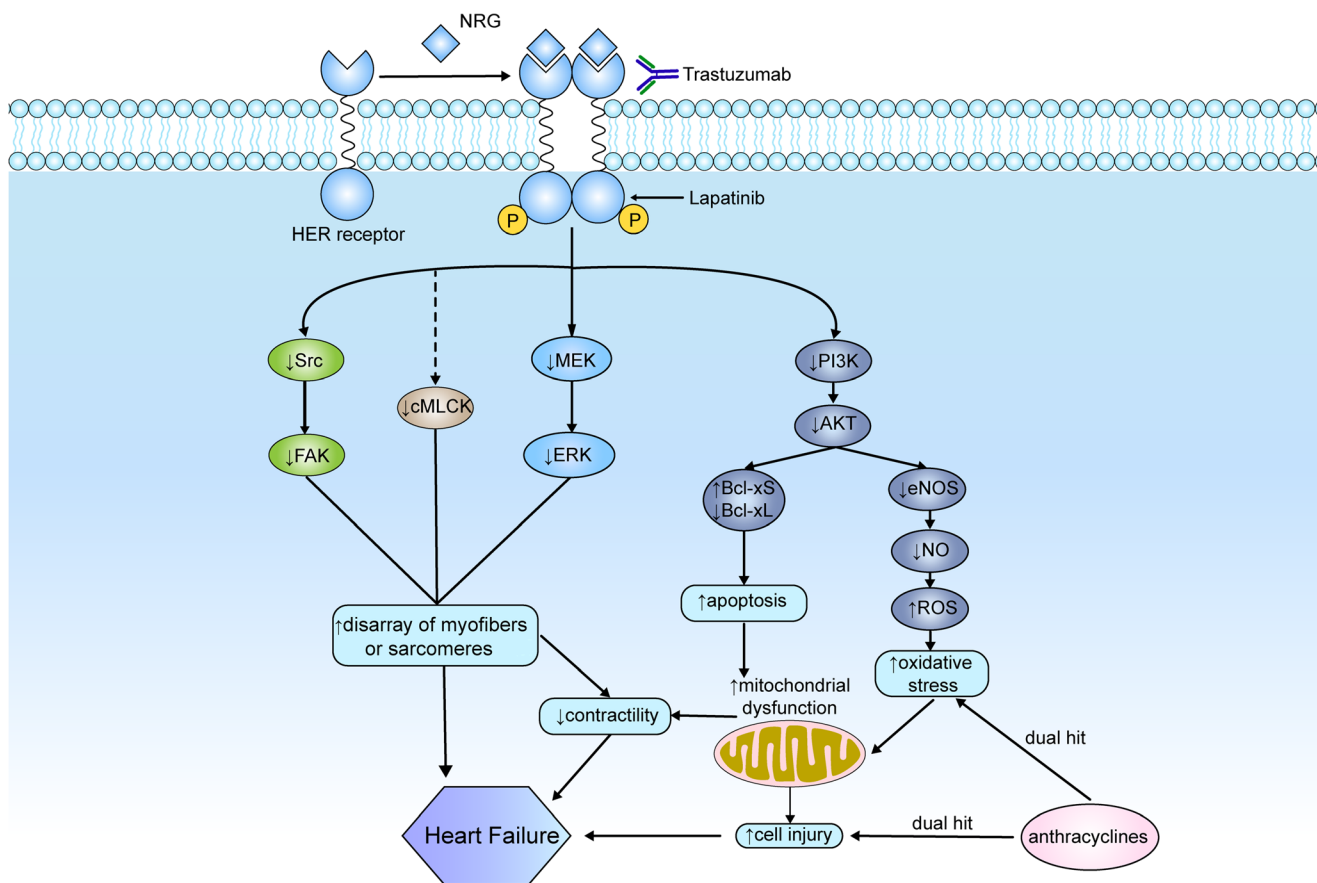 NRG
Trastuzumab
Lapatinib
P
P
HER receptor
↓Src
↓MEK
↓PI3K
↓cMLCK
↓AKT
↓FAK
↓ERK
↑Bcl-xS
↓Bcl-xL
↓eNOS
↓NO
↑apoptosis
↑ROS
↑disarray of myofibers
or sarcomeres
↑oxidative
stress
↑mitochondrial
dysfunction
↓contractility
dual hit
Heart Failure
↑cell injury
dual hit
anthracyclines